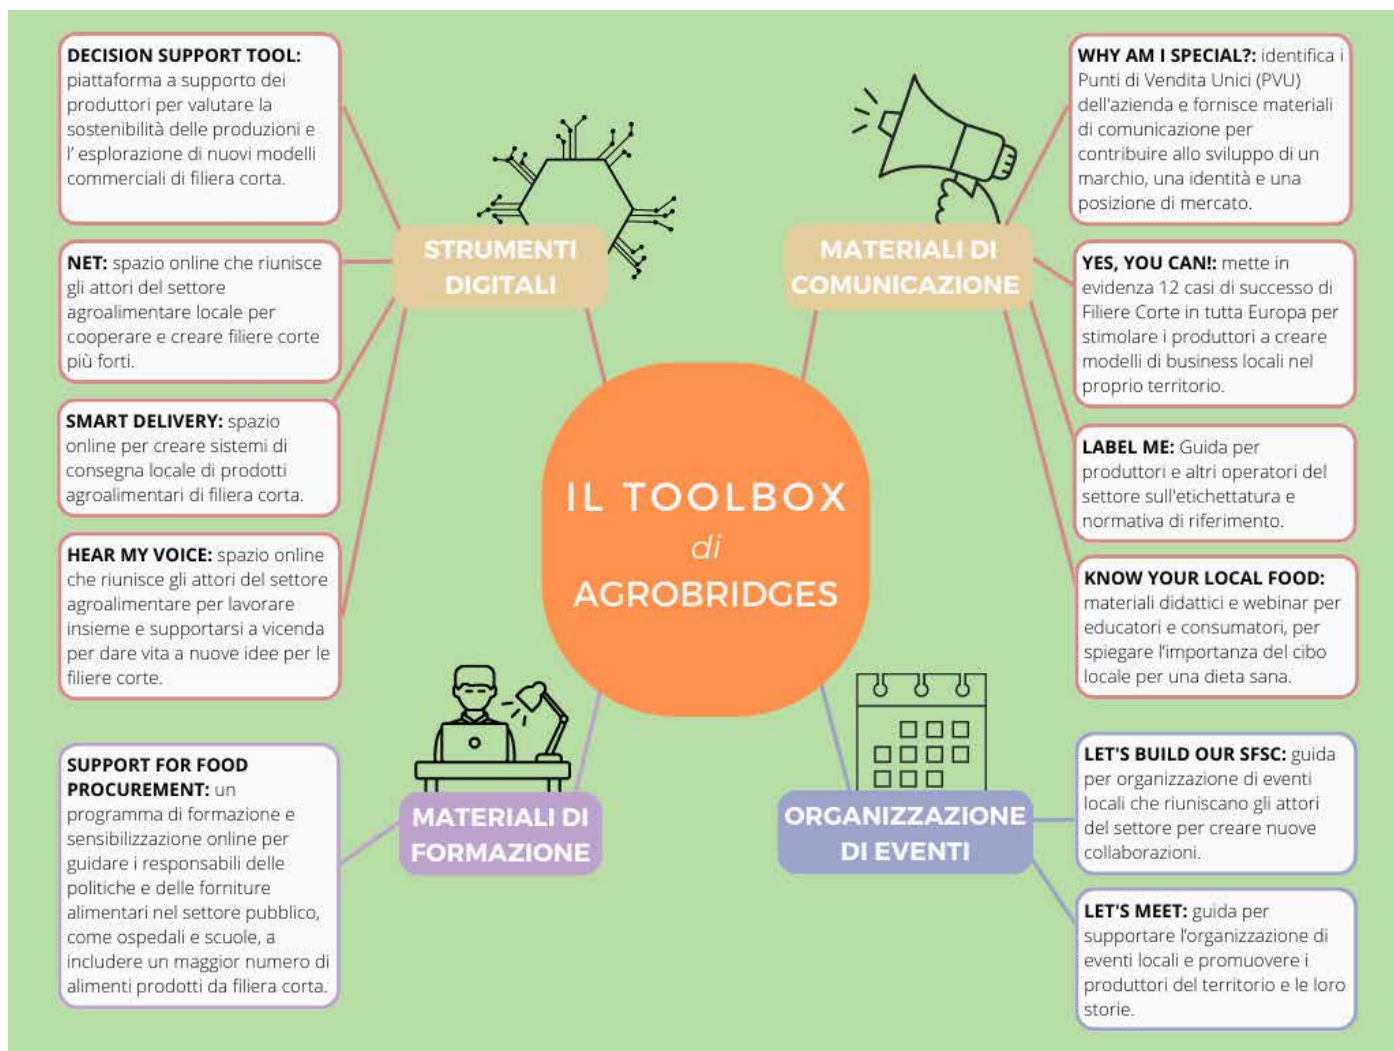 DECISION SUPPORT TOOL:
piattaforma a supporto dei
produttori per valutare la
sostenibilità delle produzioni e
l' esplorazione di nuovi modelli
commerciali di filiera corta.
NET: spazio online che riunisce
gli attori del settore
agroalimentare locale per
cooperare e creare filiere corte
più forti.
SMART DELIVERY: spazio
online per creare sistemi di
consegna locale di prodotti
agroalimentari di filiera corta.
HEAR MY VOICE: spazio online
che riunisce gli attori del settore
agroalimentare per lavorare
insieme e supportarsi a vicenda
per dare vita a nuove idee per le
filiere corte.
STRUMENTI
DIGITALI
MATERIALI DI
COMUNICAZIONE
WHY AM I SPECIAL?: identifica i
Punti di Vendita Unici (PVU)
dell'azienda e fornisce materiali
di comunicazione per
contribuire allo sviluppo di un
marchio, una identità e una
posizione di mercato.
YES, YOU CAN!: mette in
evidenza 12 casi di successo di
Filiere Corte in tutta Europa per
stimolare i produttori a creare
modelli di business locali nel
proprio territorio.
LABEL ME: Guida per
produttori e altri operatori del
settore sull'etichettatura e
normativa di riferimento.
KNOW YOUR LOCAL FOOD:
materiali didattici e webinar per
educatori e consumatori, per
spiegare l'importanza del cibo
locale per una dieta sana.
IL TOOLBOX
di
AGROBRIDGES
SUPPORT FOR FOOD
PROCUREMENT: un
programma di formazione e
sensibilizzazione online per
guidare i responsabili delle
politiche e delle forniture
alimentari nel settore pubblico,
come ospedali e scuole, a
includere un maggior numero di
alimenti prodotti da filiera corta.
MATERIALI DI
FORMAZIONE
ORGANIZZAZIONE
DI EVENTI
LET'S BUILD OUR SFSC: guida
per organizzazione di eventi
locali che riuniscano gli attori
del settore per creare nuove
collaborazioni.
LET'S MEET: guida per
supportare l'organizzazione di
eventi locali e promuovere i
produttori del territorio e le loro
storie.